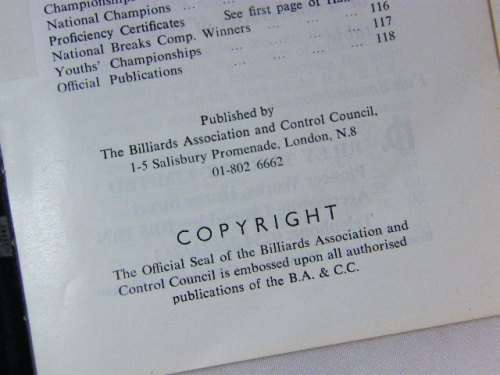 Championships ...
National Champions ... ...
Proficiency Certificates See first page of
National Breaks Comp. Winners ... ... 116
Youths' Championships ... ... 117
Official Publications ... ... ... 118
Published by
The Billiards Association and Control Council,
1-5 Salisbury Promenade, London, N.8
01-802 6662
COPYRIGHT
The Official Seal of the Billiards Association and
Control Council is embossed upon all authorised
publications of the B.A. & C.C.